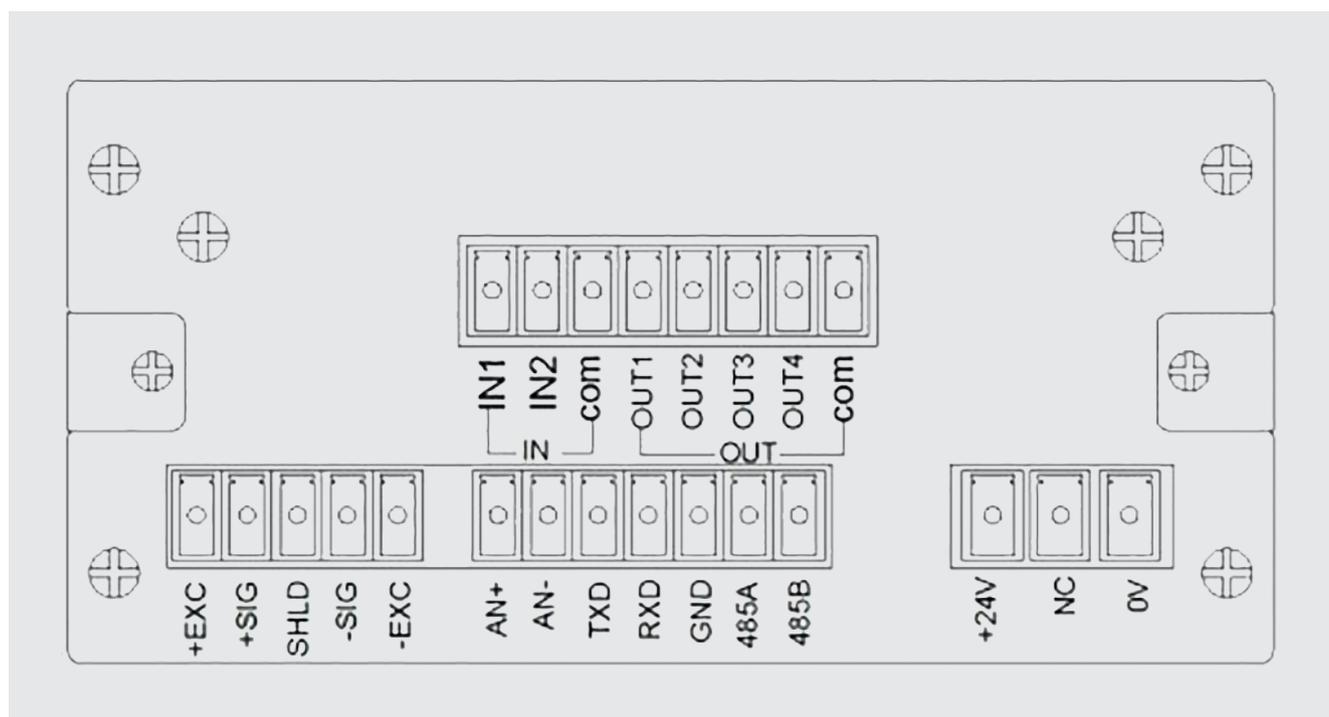 IN1 IN2 com OUT1 OUT2 OUT3 OUT4 com
IN OUT
+EXC +SIG SHLD -SIG -EXC AN+ AN- TXD RXD GND 485A 485B +24V NC 0V